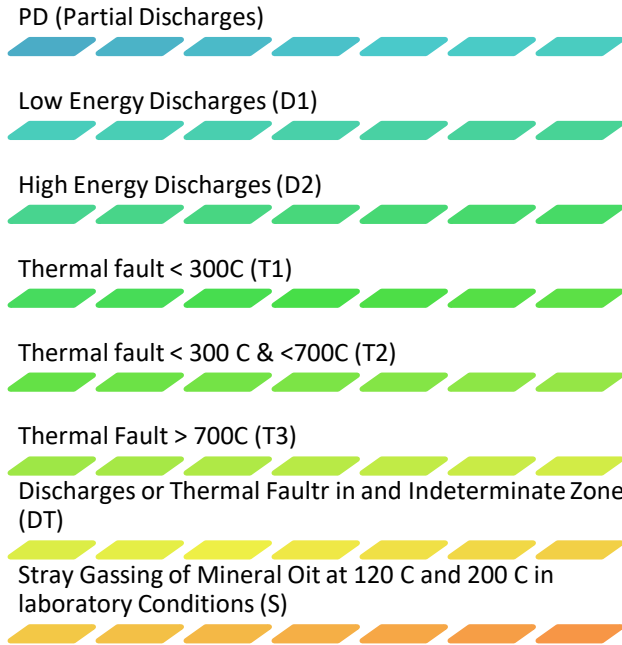 PD (Partial Discharges)
Low Energy Discharges (D1)
High Energy Discharges (D2)
Thermal fault < 300C (T1)
Thermal fault < 300 C & <700C (T2)
Thermal Fault > 700C (T3)
Discharges or Thermal Faultr in and Indeterminate Zone
(DT)
Stray Gassing of Mineral Oit at 120 C and 200 C in
laboratory Conditions (S)